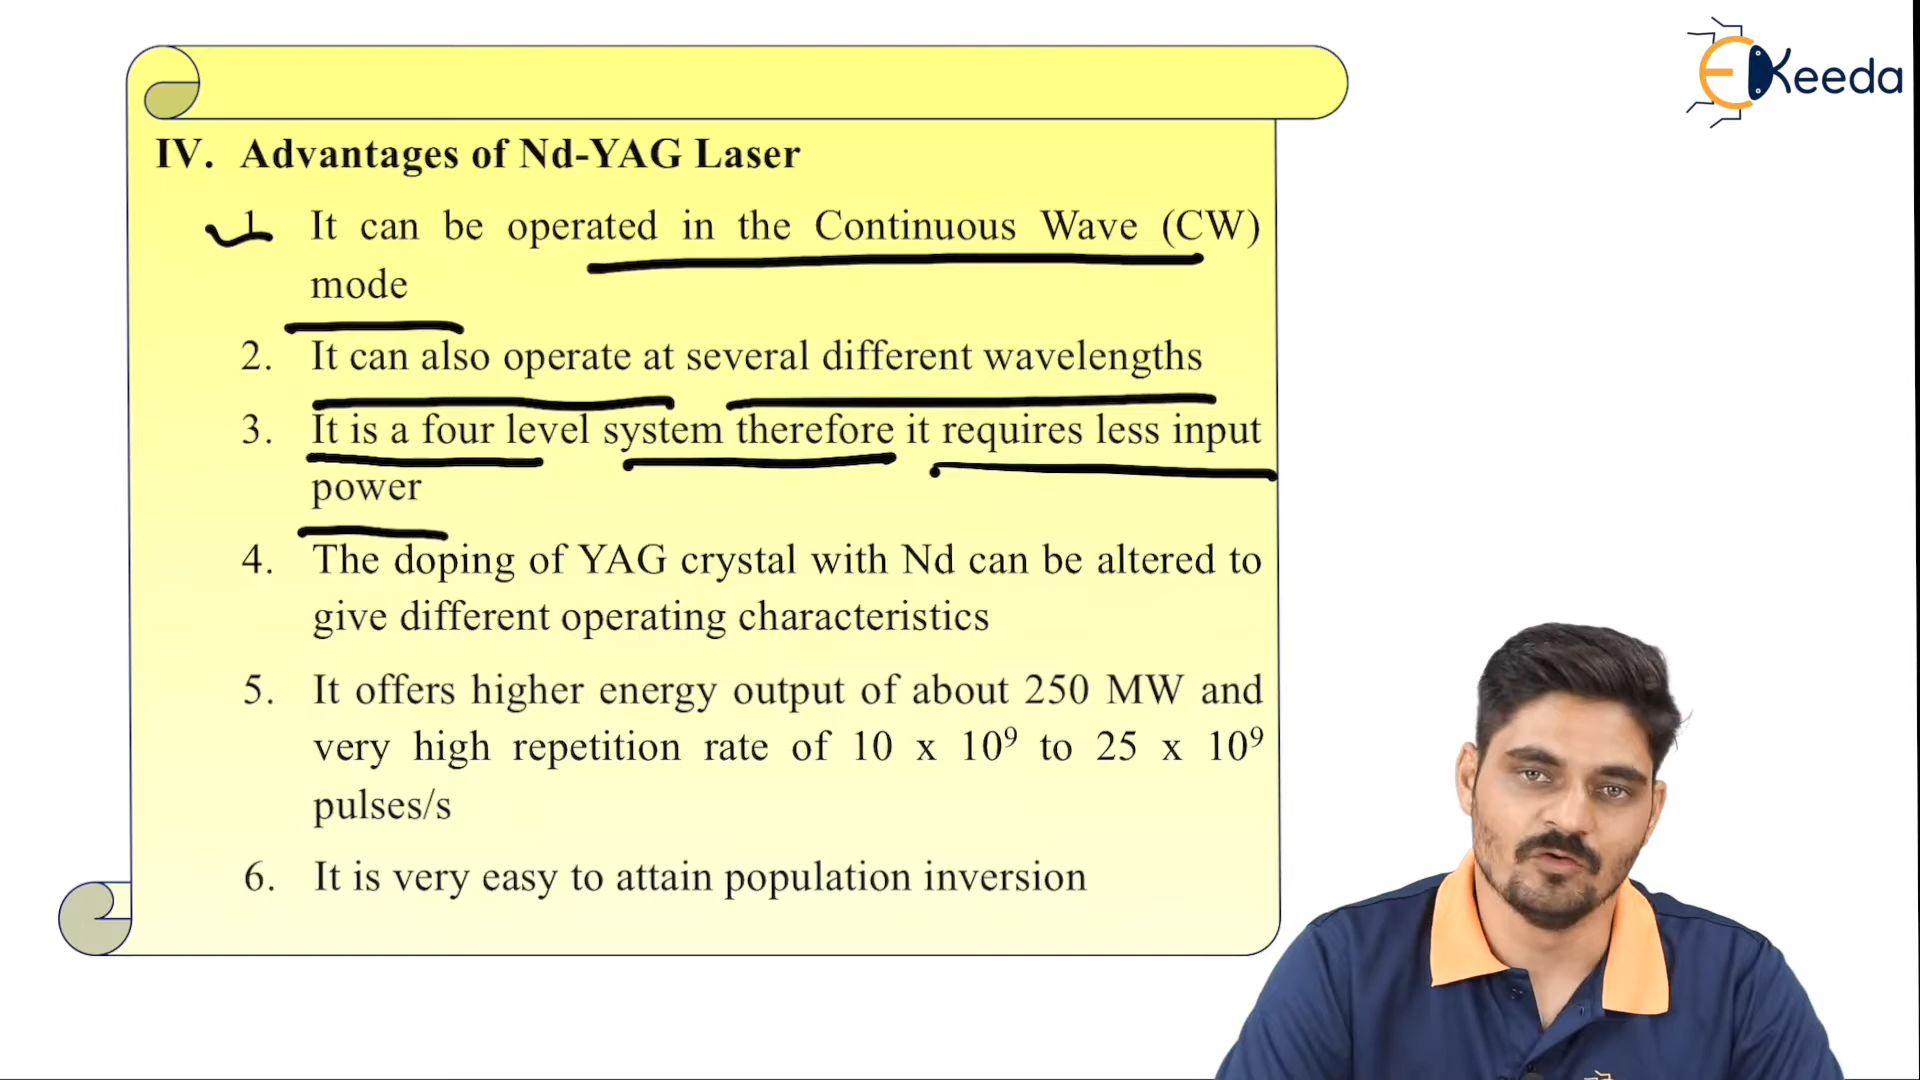 EKeeda
IV. Advantages of Nd-YAG Laser
1. It can be operated in the Continuous Wave (CW)
mode
2. It can also operate at several different wavelengths
3. It is a four level system therefore it requires less input
power
4. The doping of YAG crystal with Nd can be altered to
give different operating characteristics
5. It offers higher energy output of about 250 MW and
very high repetition rate of 10 x 10⁹ to 25 x 10⁹
pulses/s
6. It is very easy to attain population inversion